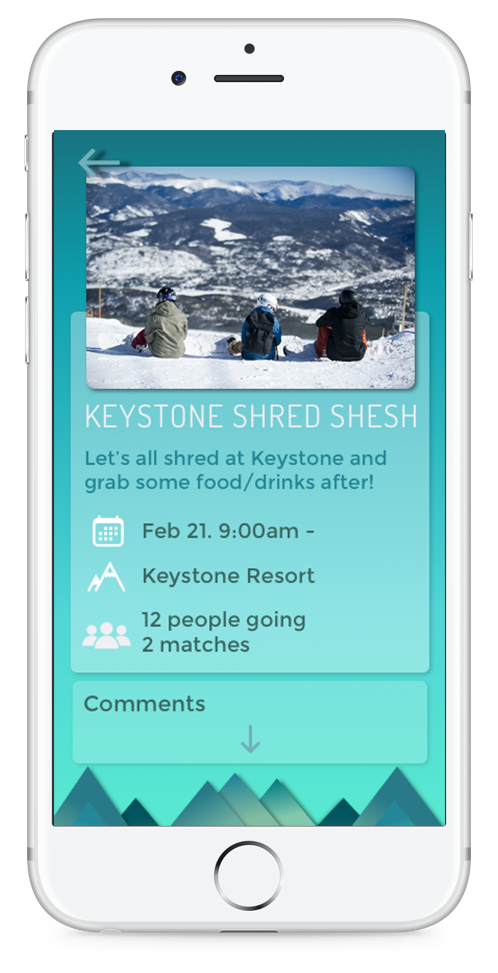 KEYSTONE SHRED SHESH
Let's all shred at Keystone and
grab some food/drinks after!
Feb 21. 9:00am -
Keystone Resort
12 people going
2 matches
Comments